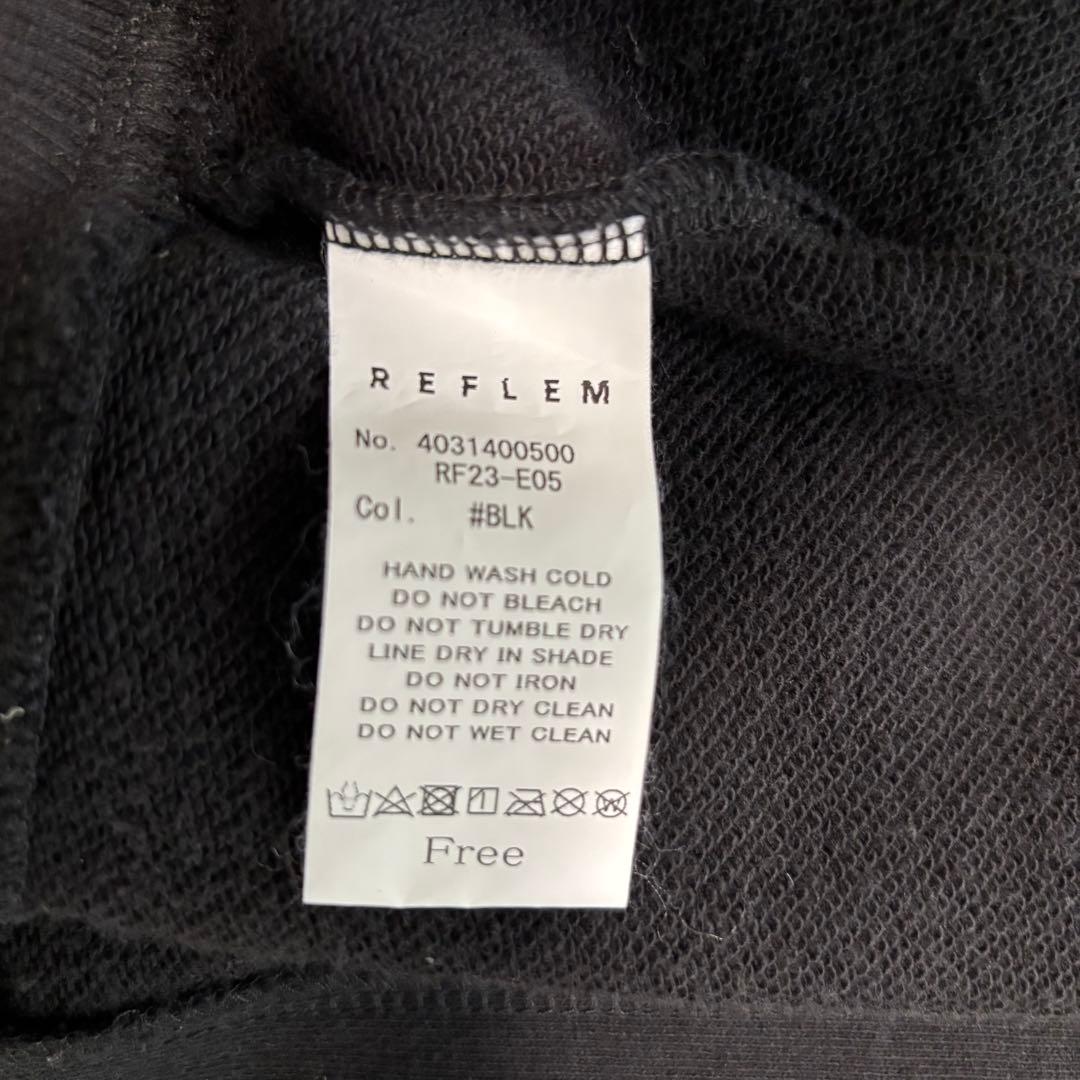 REFLEM
No. 4031400500
RF23-E05
Col. #BLK
HAND WASH COLD
DO NOT BLEACH
DO NOT TUMBLE DRY
LINE DRY IN SHADE
DO NOT IRON
DO NOT DRY CLEAN
DO NOT WET CLEAN
W
Free